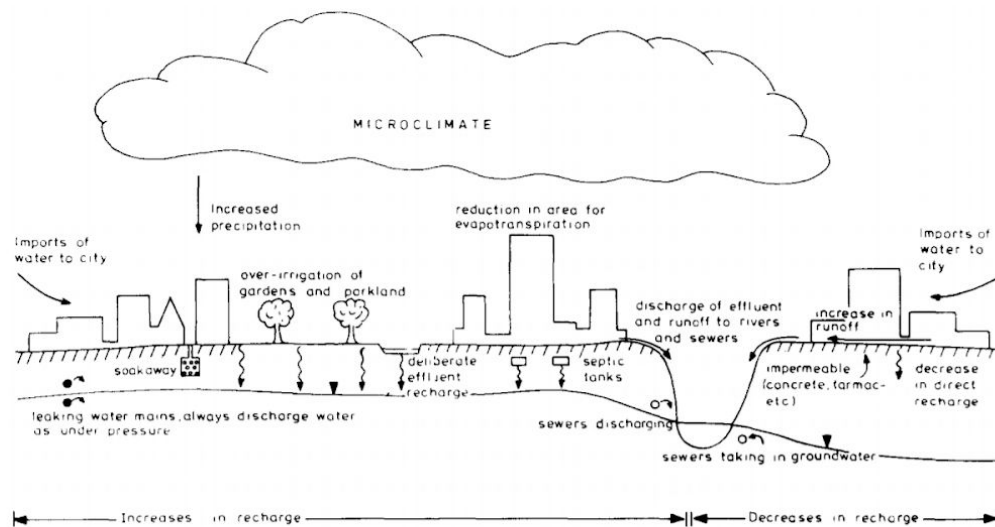 MICROCLIMATE
Increased
precipitation
reduction in area for
evapotranspiration
Imports of
water to city
Imports of
water to
city
over-irrigation of
gardens and parkland
discharge of effluent
and runoff to rivers
and sewers
increase in
runoff
soakaway
deliberate
effluent
recharge
septic
tanks
impermeable
(concrete, tarmac-
etc)
decrease
in direct
recharge
leaking water mains, always discharge water
as under pressure
sewers discharging
sewers taking in groundwater
Increases in recharge
Decreases in recharge